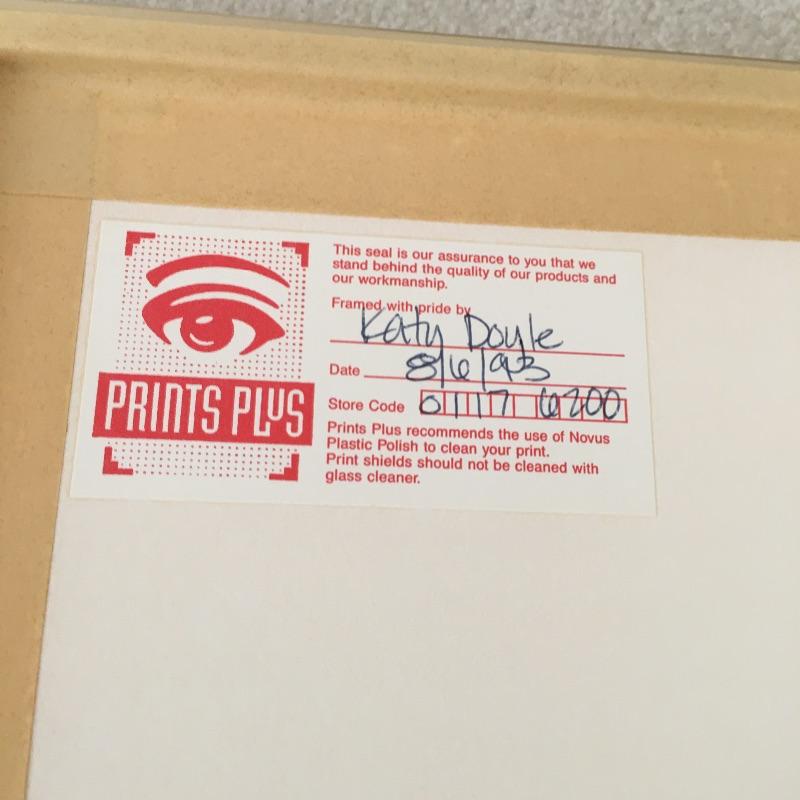 This seal is our assurance to you that we
stand behind the quality of our products and
our workmanship.
Framed with pride by
Katy Doyle
Date 8/6/93
Store Code 0117 6200
Prints Plus recommends the use of Novus
Plastic Polish to clean your print.
Print shields should not be cleaned with
glass cleaner.
PRINTS PLUS